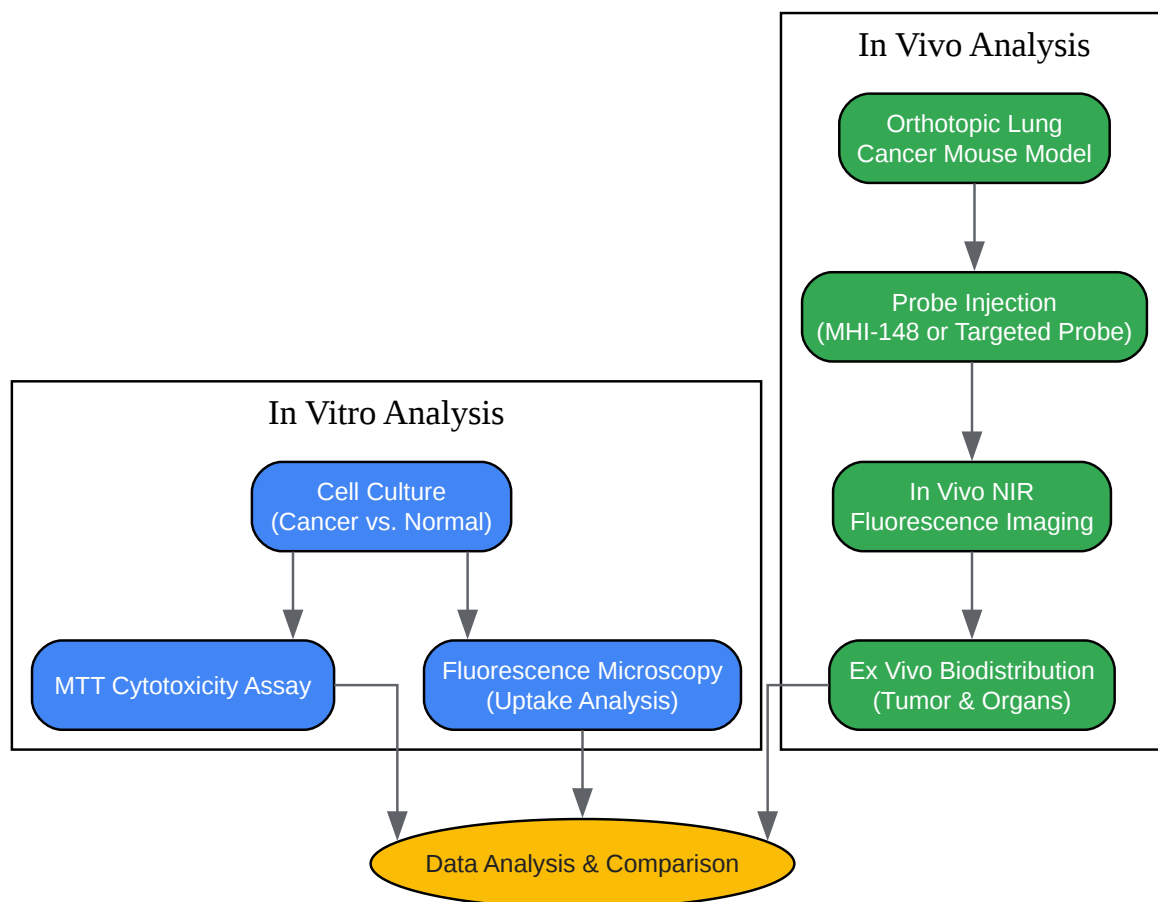 In Vivo Analysis
Orthotopic Lung
Cancer Mouse Model
Probe Injection
(MHI-148 or Targeted Probe)
In Vivo NIR
Fluorescence Imaging
Ex Vivo Biodistribution
(Tumor & Organs)
In Vitro Analysis
Cell Culture
(Cancer vs. Normal)
MTT Cytotoxicity Assay
Fluorescence Microscopy
(Uptake Analysis)
Data Analysis & Comparison